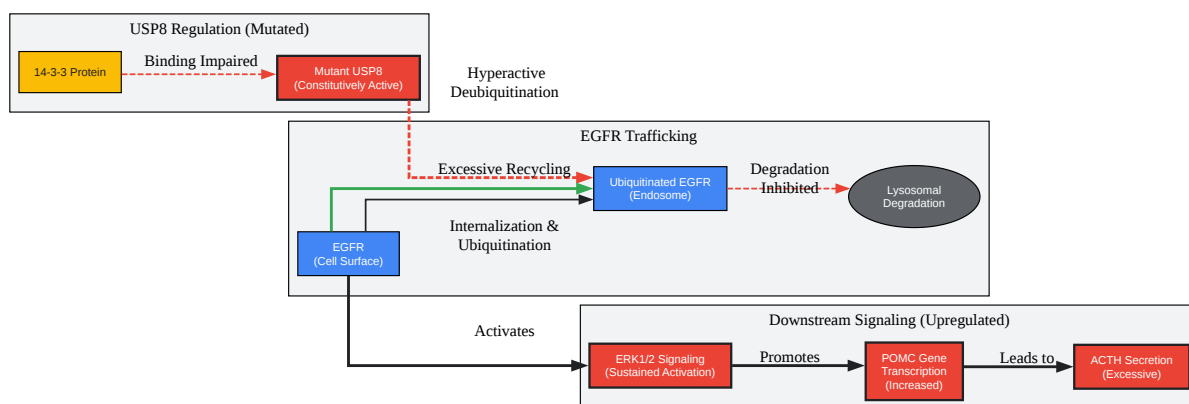 USP8 Regulation (Mutated)
14-3-3 Protein
Binding Impaired
Mutant USP8
(Constitutively Active)
Hyperactive
Deubiquitination
EGFR Trafficking
Excessive Recycling
Ubiquitinated EGFR
(Endosome)
Degradation
Inhibited
Lysosomal
Degradation
Internalization &
Ubiquitination
EGFR
(Cell Surface)
Activates
Downstream Signaling (Upregulated)
ERK1/2 Signaling
(Sustained Activation)
Promotes
POMC Gene
Transcription
(Increased)
Leads to
ACTH Secretion
(Excessive)